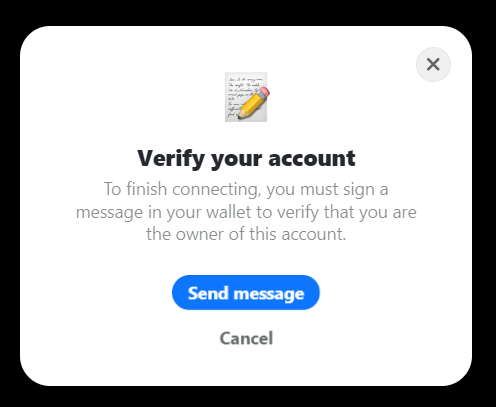 Verify your account
To finish connecting, you must sign a
message in your wallet to verify that you are
the owner of this account.
Send message
Cancel